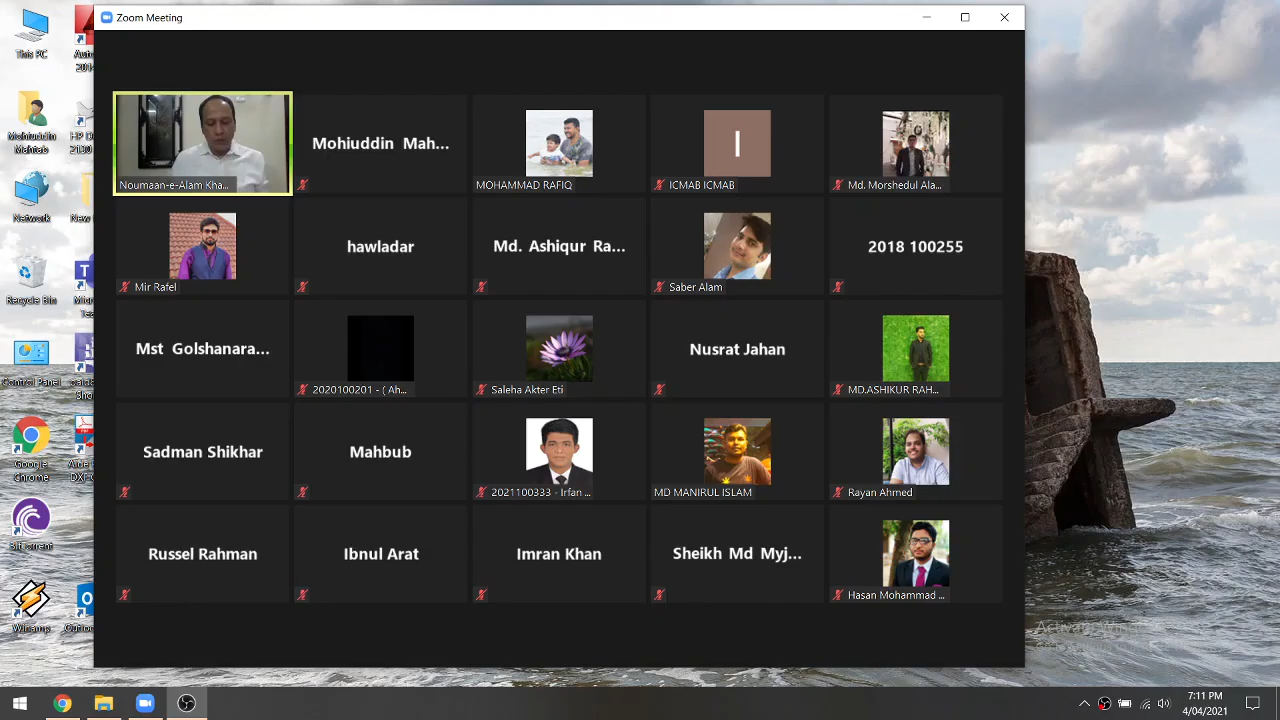 Zoom Meeting
This PC
Mohiuddin
Mahtab
Network
Recycle Bin
Control Panel
Google
Chrome
BitTorrent
Winamp
Noumaan-e-Alam Kha...
Mohiuddin Mah...
MOHAMMAD RAFIQ
I
ICMAB ICMAB
Md. Morshedul Ala...
Mir Rafel
hawladar
Md. Ashiqur Ra...
Saber Alam
2018 100255
Mst Golshanara...
2020100201 - ( Ah...
Saleha Akter Eti
Nusrat Jahan
MD.ASHIKUR RAH...
Sadman Shikhar
Mahbub
2021100333 - Irfan ...
MD MANIRUL ISLAM
Rayan Ahmed
Russel Rahman
Ibnul Arat
Imran Khan
Sheikh Md Myj...
Hasan Mohammad ...
7:11 PM
4/04/2021